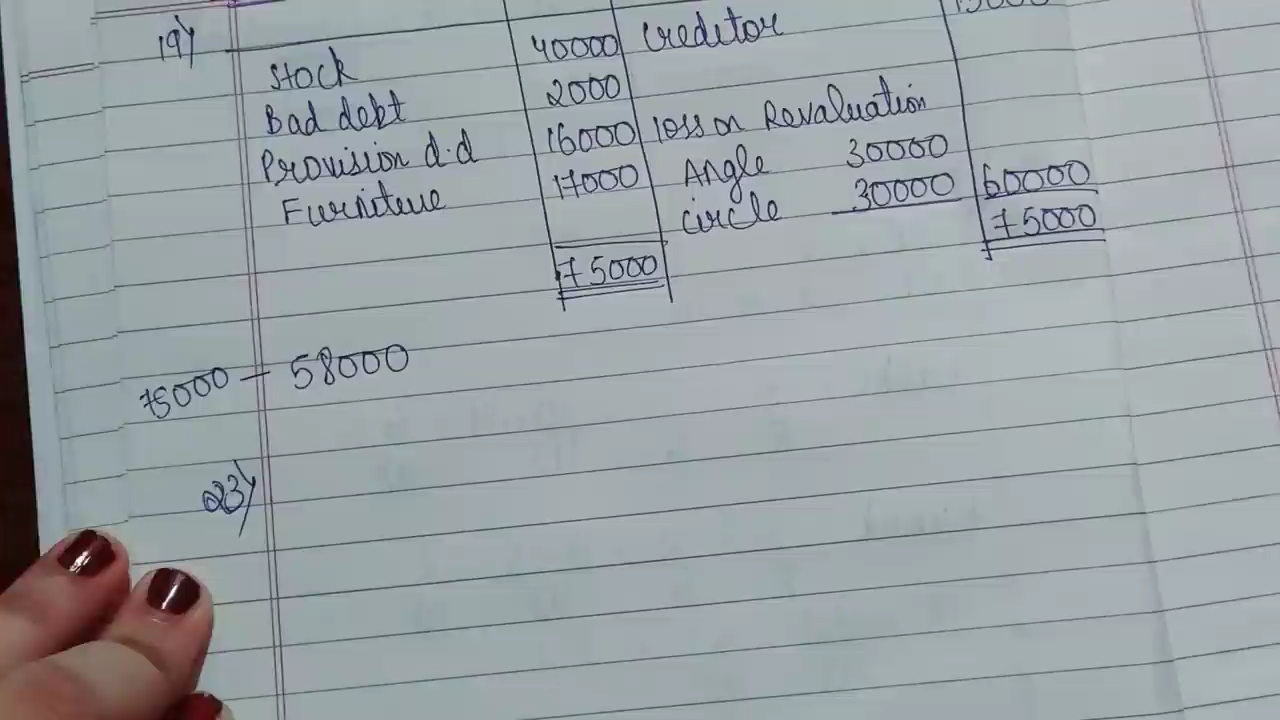 19)
Stock 40000 Creditor 15000
Bad debt 2000
Provision d.d 16000 loss on Revaluation
Furniture 17000 Angle 30000
Circle 30000 60000
75000 75000
75000 - 58000
23)